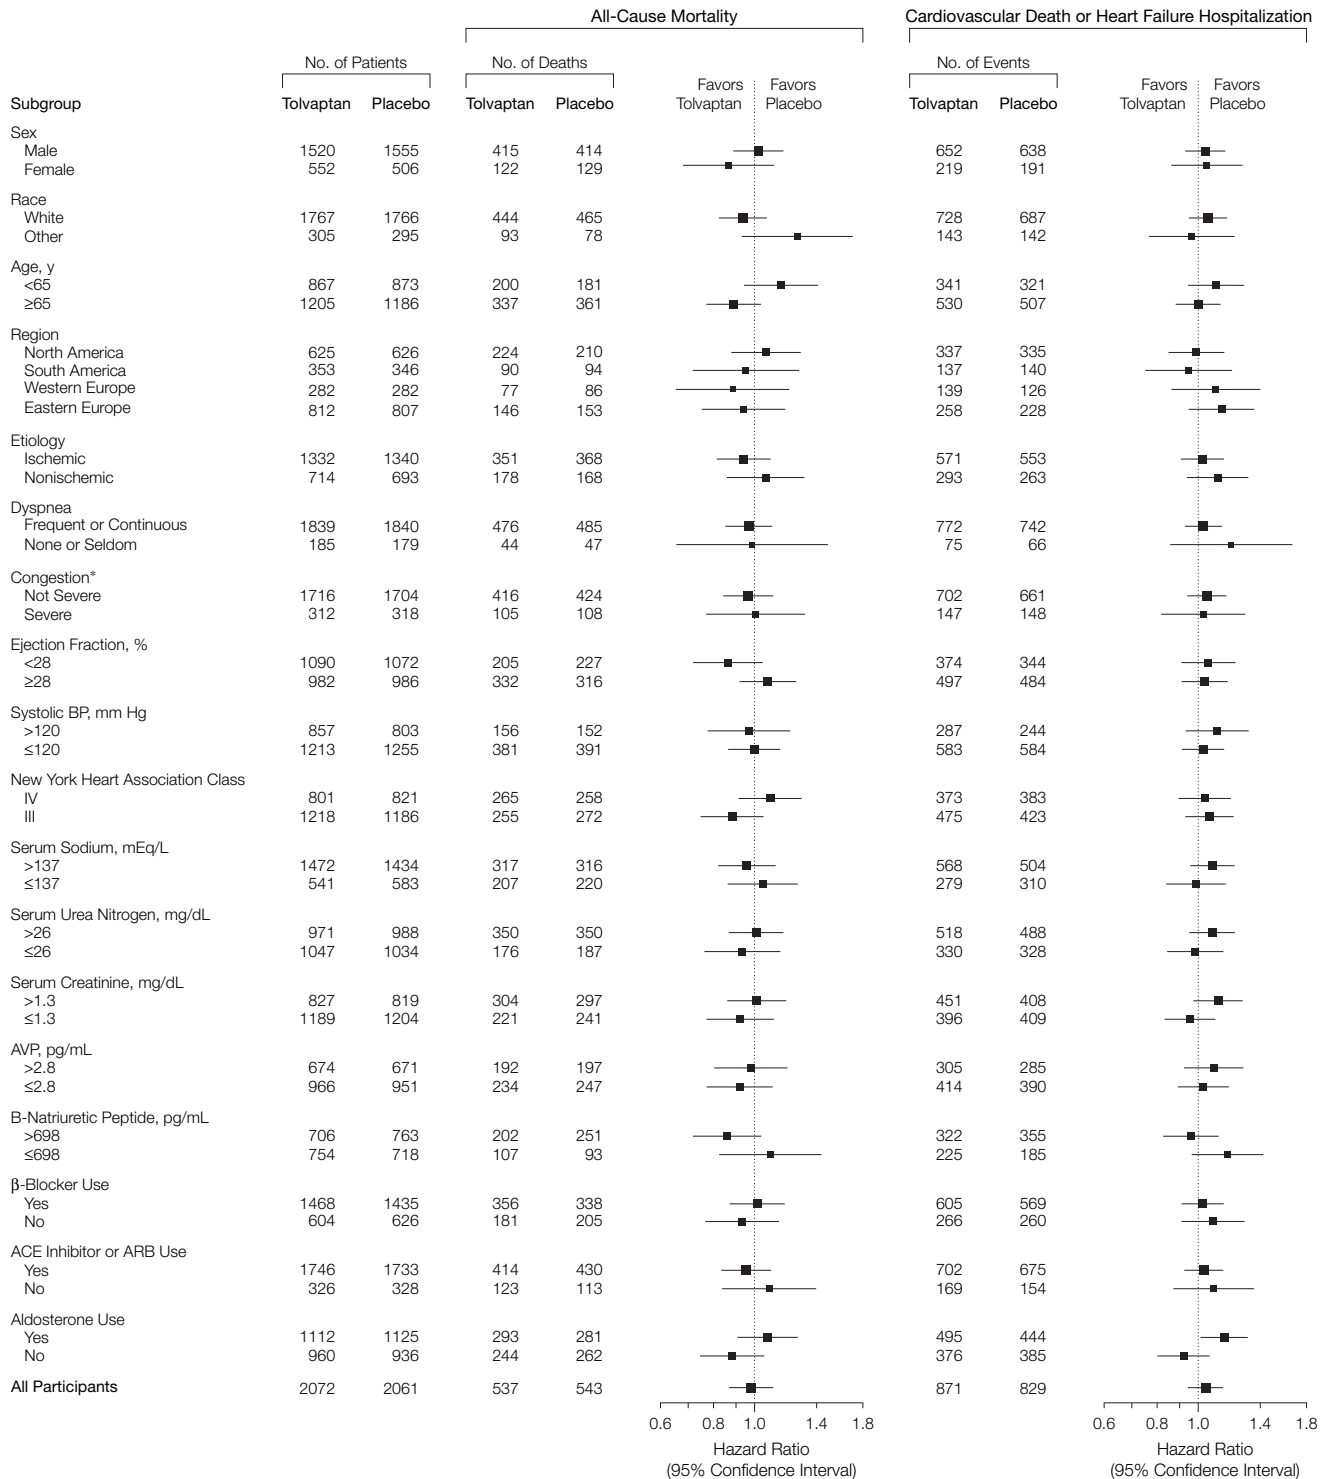 All-Cause Mortality Cardiovascular Death or Heart Failure Hospitalization
No. of Patients No. of Deaths No. of Events
Favors Favors Favors Favors
Subgroup Tolvaptan Placebo Tolvaptan Placebo Tolvaptan Placebo Tolvaptan Placebo Tolvaptan Placebo
Sex
Male 1520 1555 415 414 652 638
Female 552 506 122 129 219 191
Race
White 1767 1766 444 465 728 687
Other 305 295 93 78 143 142
Age, y
<65 867 873 200 181 341 321
≥65 1205 1186 337 361 530 507
Region
North America 625 626 224 210 337 335
South America 353 346 90 94 137 140
Western Europe 282 282 77 86 139 126
Eastern Europe 812 807 146 153 258 228
Etiology
Ischemic 1332 1340 351 368 571 553
Nonischemic 714 693 178 168 293 263
Dyspnea
Frequent or Continuous 1839 1840 476 485 772 742
None or Seldom 185 179 44 47 75 66
Congestion*
Not Severe 1716 1704 416 424 702 661
Severe 312 318 105 108 147 148
Ejection Fraction, %
<28 1090 1072 205 227 374 344
≥28 982 986 332 316 497 484
Systolic BP, mm Hg
>120 857 803 156 152 287 244
≤120 1213 1255 381 391 583 584
New York Heart Association Class
IV 801 821 265 258 373 383
III 1218 1186 255 272 475 423
Serum Sodium, mEq/L
>137 1472 1434 317 316 568 504
≤137 541 583 207 220 279 310
Serum Urea Nitrogen, mg/dL
>26 971 988 350 350 518 488
≤26 1047 1034 176 187 330 328
Serum Creatinine, mg/dL
>1.3 827 819 304 297 451 408
≤1.3 1189 1204 221 241 396 409
AVP, pg/mL
>2.8 674 671 192 197 305 285
≤2.8 966 951 234 247 414 390
B-Natriuretic Peptide, pg/mL
>698 706 763 202 251 322 355
≤698 754 718 107 93 225 185
β-Blocker Use
Yes 1468 1435 356 338 605 569
No 604 626 181 205 266 260
ACE Inhibitor or ARB Use
Yes 1746 1733 414 430 702 675
No 326 328 123 113 169 154
Aldosterone Use
Yes 1112 1125 293 281 495 444
No 960 936 244 262 376 385
All Participants 2072 2061 537 543 871 829
0.6 0.8 1.0 1.4 1.8 0.6 0.8 1.0 1.4 1.8
Hazard Ratio Hazard Ratio
(95% Confidence Interval) (95% Confidence Interval)